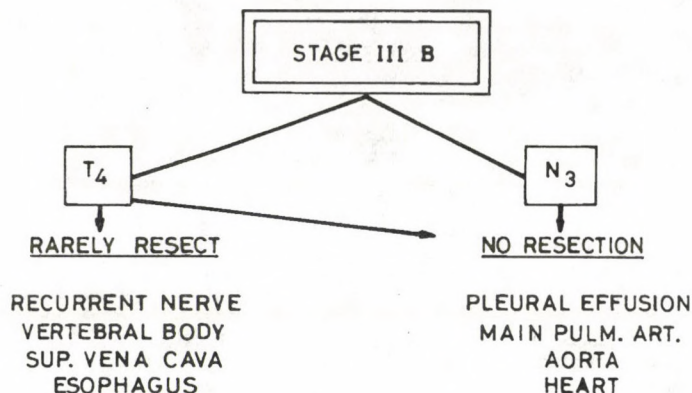 STAGE III B
T4
N3
RARELY RESECT
NO RESECTION
RECURRENT NERVE
VERTEBRAL BODY
SUP. VENA CAVA
ESOPHAGUS
PLEURAL EFFUSION
MAIN PULM. ART.
AORTA
HEART